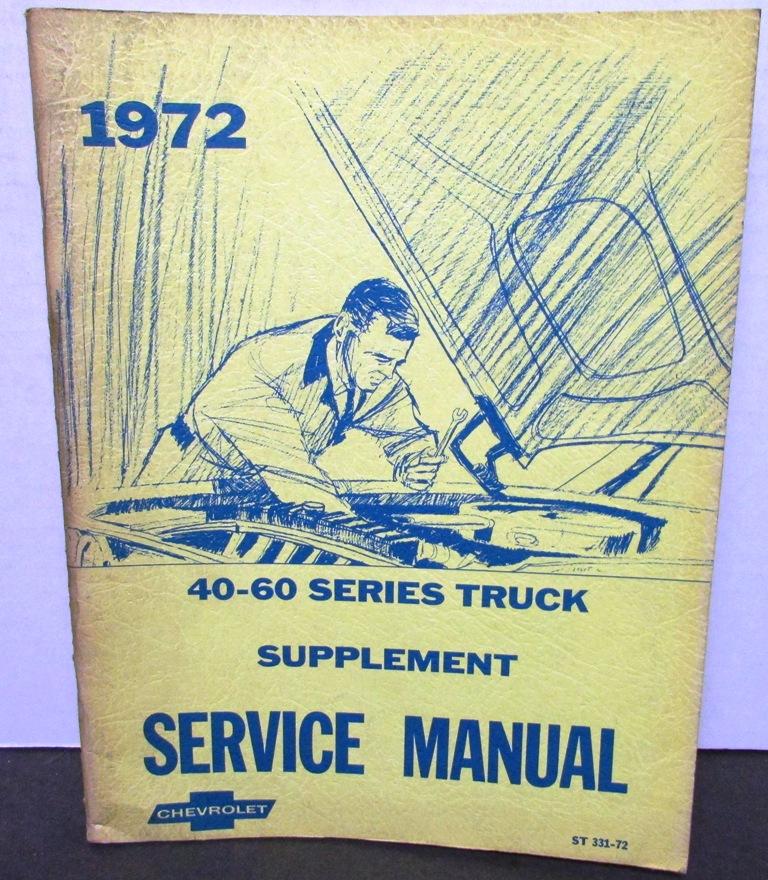 1972
40-60 SERIES TRUCK
SUPPLEMENT
SERVICE MANUAL
CHEVROLET
ST 331-72